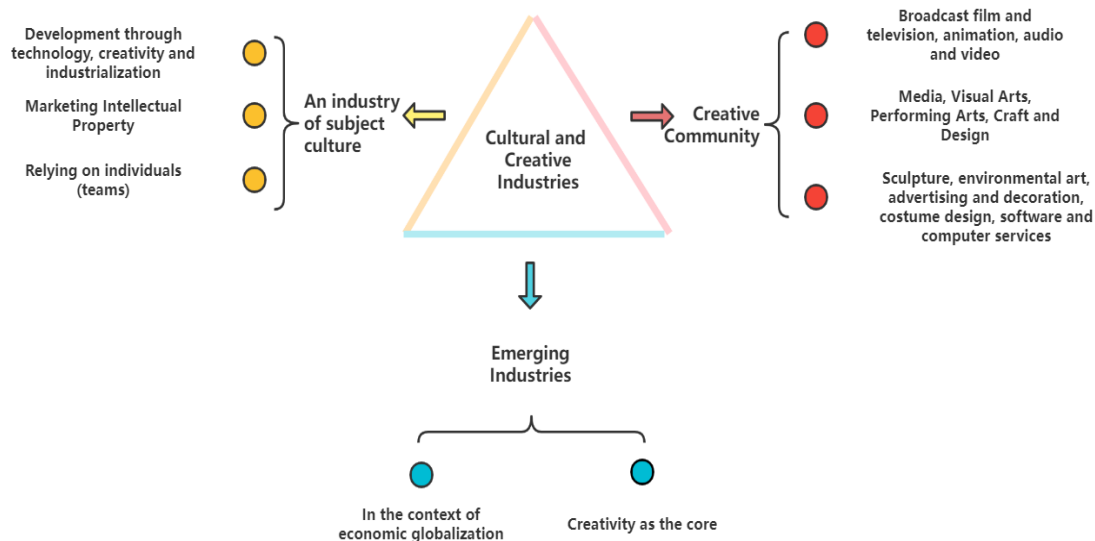 Development through
technology, creativity and
industrialization
Marketing Intellectual
Property
Relying on individuals
(teams)
An industry
of subject
culture
Cultural and
Creative
Industries
Creative
Community
Broadcast film and
television, animation, audio
and video
Media, Visual Arts,
Performing Arts, Craft and
Design
Sculpture, environmental art,
advertising and decoration,
costume design, software and
computer services
Emerging
Industries
In the context of
economic globalization
Creativity as the core